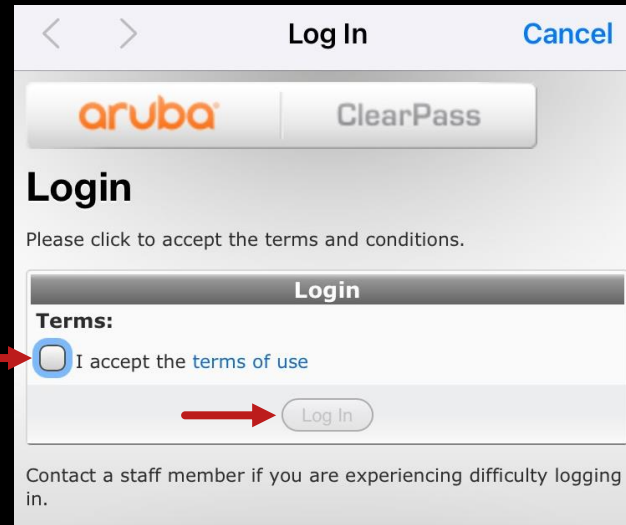 Log In
Cancel
aruba
ClearPass
Login
Please click to accept the terms and conditions.
Login
Terms:
I accept the terms of use
Log In
Contact a staff member if you are experiencing difficulty logging
in.